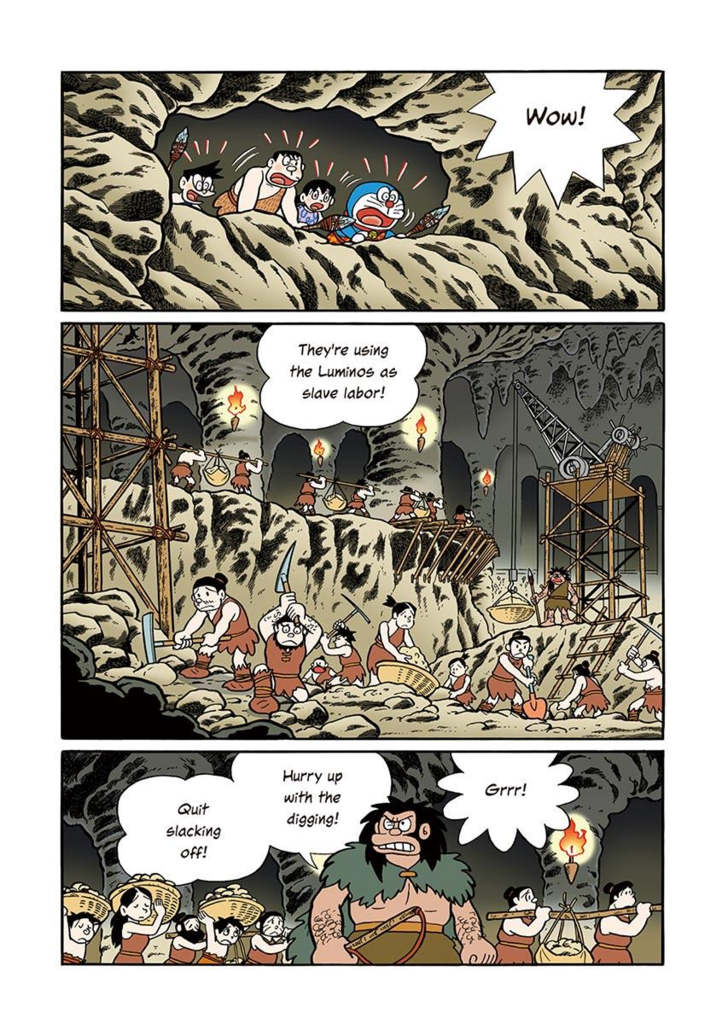 Wow!
They're using
the Luminos as
slave labor!
Quit
slacking
off!
Hurry up
with the
digging!
Grrr!